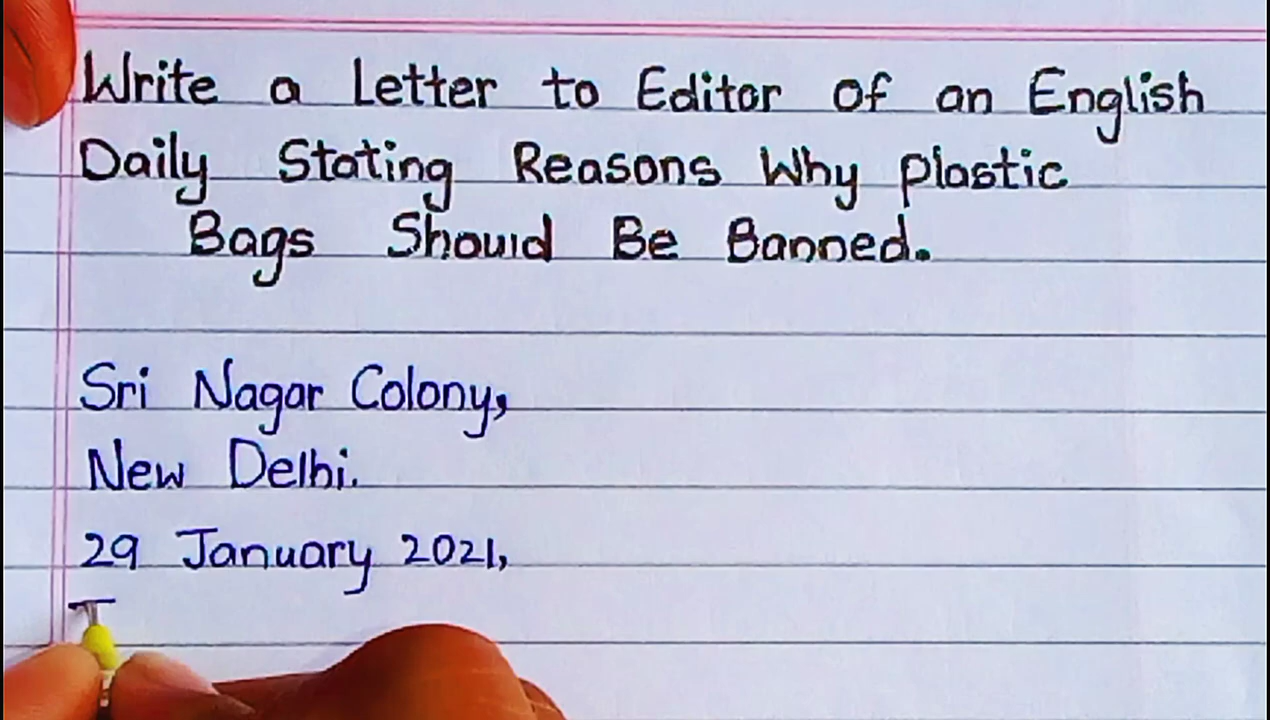 Write a Letter to Editor of an English
Daily Stating Reasons Why Plastic
Bags Should Be Banned.
Sri Nagar Colony,
New Delhi.
29 January 2021,
T